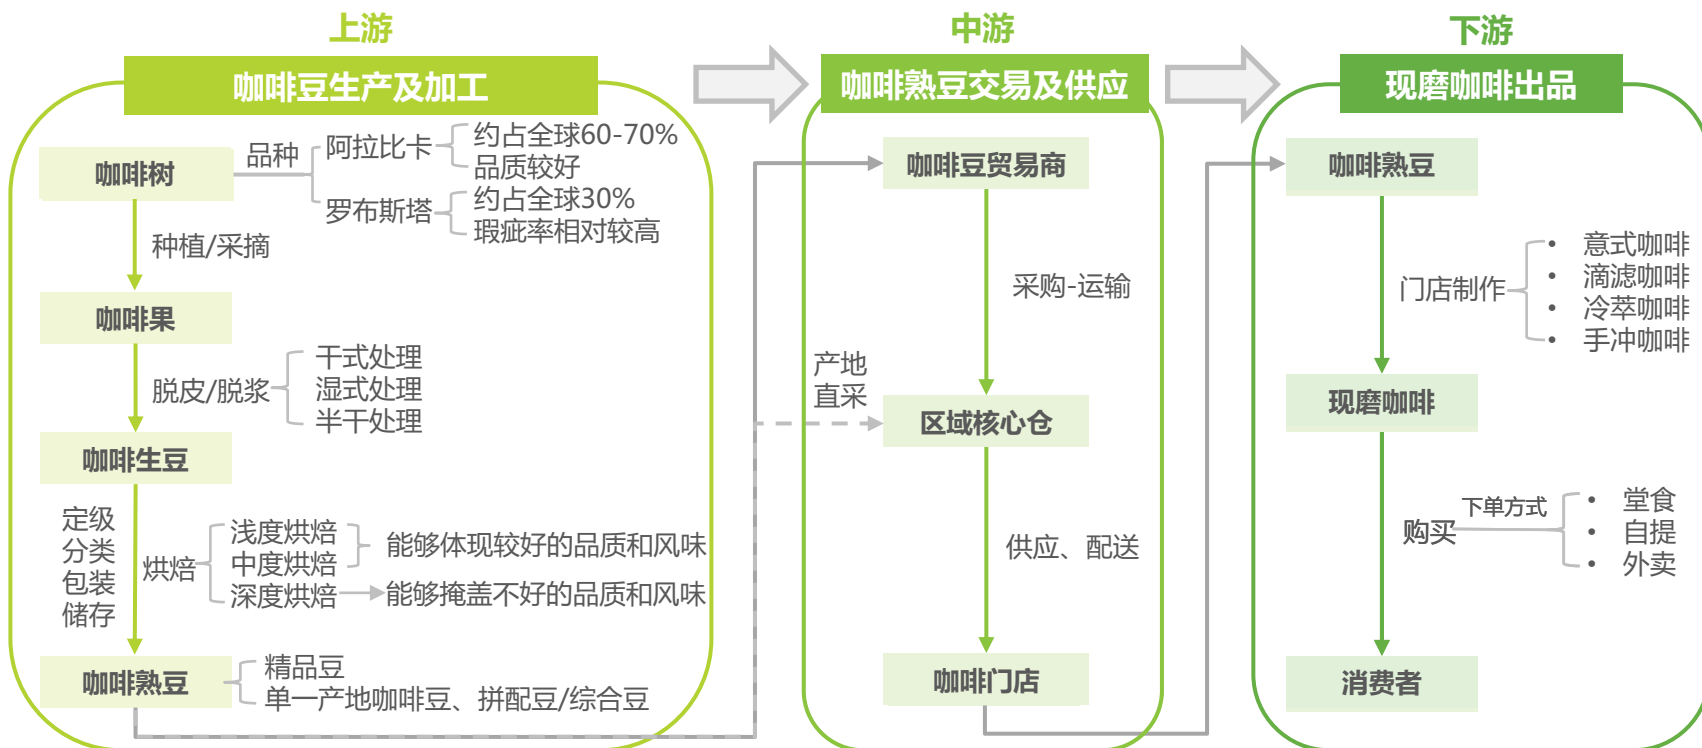 上游
咖啡豆生产及加工
咖啡树
品种
阿拉比卡
约占全球60-70%
品质较好
罗布斯塔
约占全球30%
瑕疵率相对较高
种植/采摘
咖啡果
脱皮/脱浆
干式处理
湿式处理
半干处理
咖啡生豆
定级
分类
包装
储存
烘焙
浅度烘焙
中度烘焙
能够体现较好的品质和风味
深度烘焙
能够掩盖不好的品质和风味
咖啡熟豆
精品豆
单一产地咖啡豆、拼配豆/综合豆
中游
咖啡熟豆交易及供应
咖啡豆贸易商
采购-运输
产地
直采
区域核心仓
供应、配送
咖啡门店
下游
现磨咖啡出品
咖啡熟豆
门店制作
• 意式咖啡
• 滴滤咖啡
• 冷萃咖啡
• 手冲咖啡
现磨咖啡
购买
下单方式
• 堂食
• 自提
• 外卖
消费者